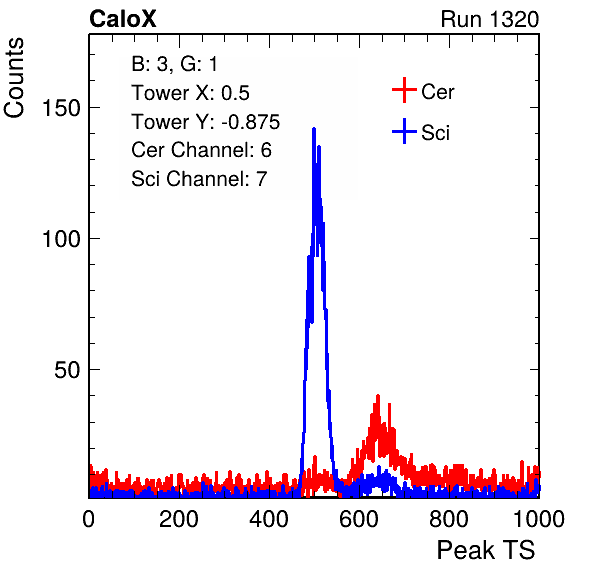 CaloX Run 1320
Counts
B: 3, G: 1
Tower X: 0.5
Tower Y: -0.875
Cer Channel: 6
Sci Channel: 7
Cer
Sci
150
100
50
0 200 400 600 800 1000
Peak TS